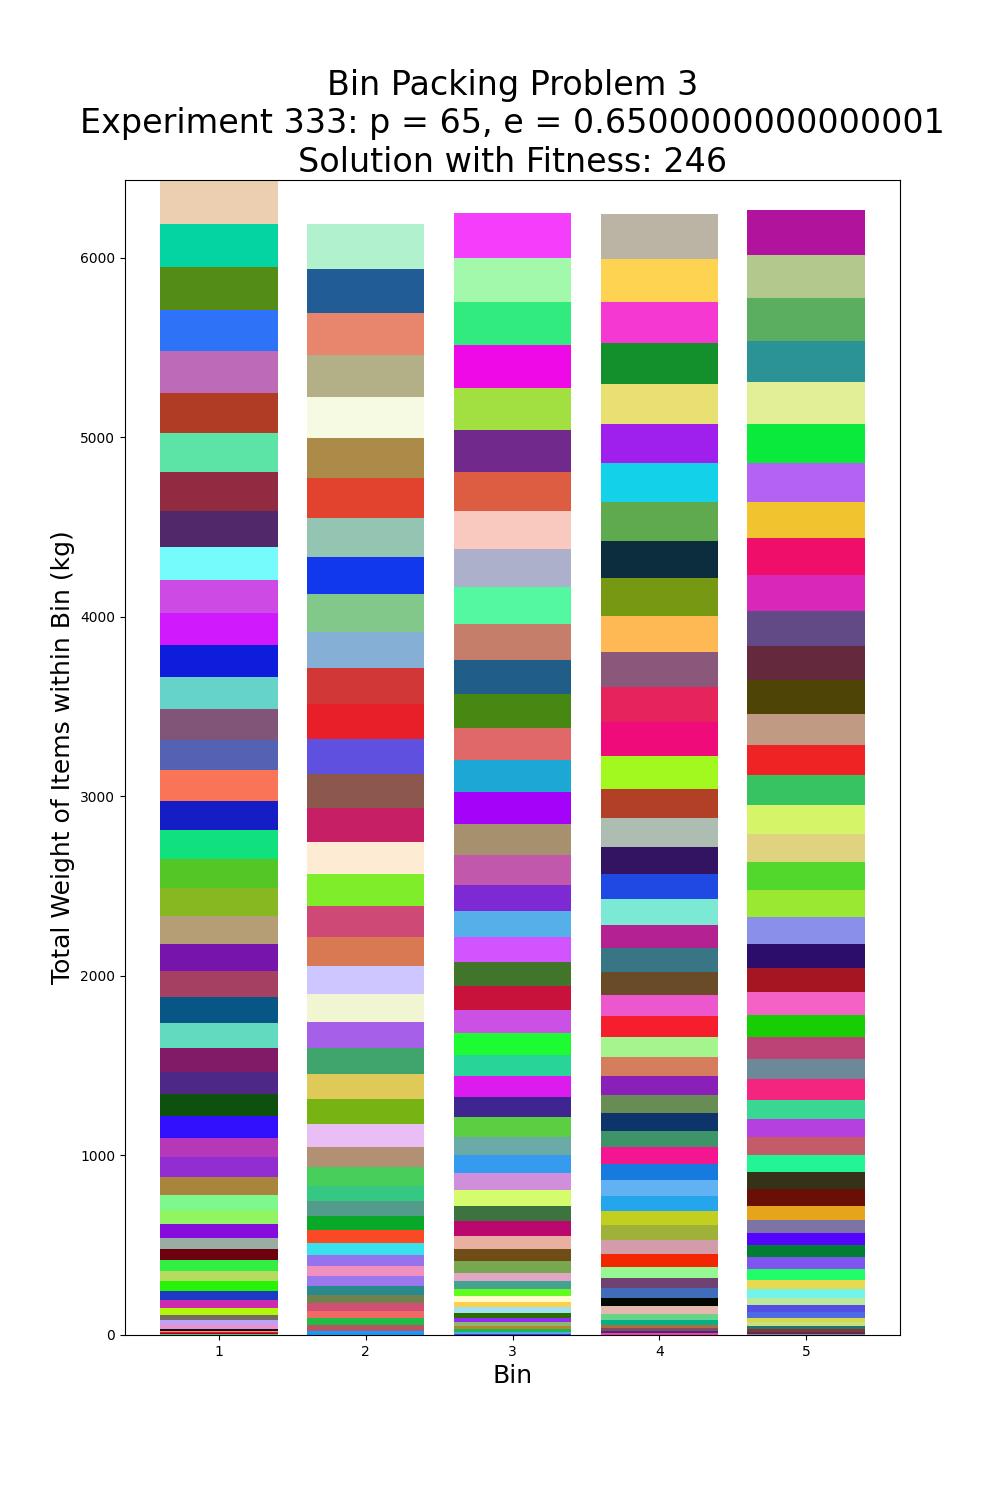 Bin Packing Problem 3
Experiment 333: p = 65, e = 0.6500000000000001
Solution with Fitness: 246
Total Weight of Items within Bin (kg)
6000
5000
4000
3000
2000
1000
0
1 2 3 4 5
Bin